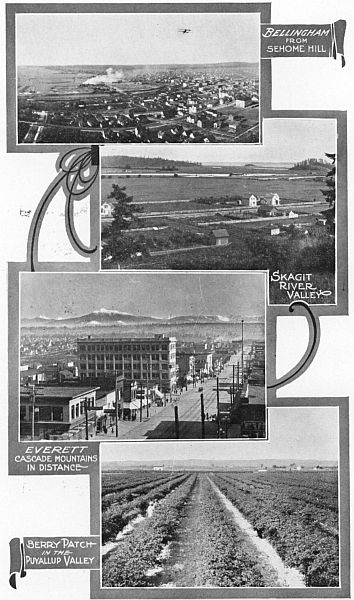 BELLINGHAM
FROM
SEHOME HILL
SKAGIT
RIVER
VALLEY
EVERETT
CASCADE MOUNTAINS
IN DISTANCE
BERRY PATCH
IN THE
PUYALLUP VALLEY